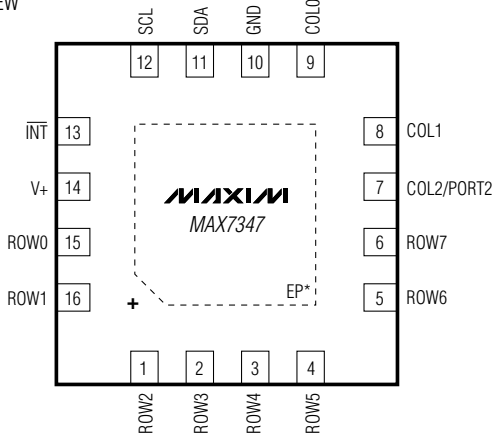 EW
SCL
SDA
GND
COL0
12
11
10
9
INT
13
8
COL1
V+
14
MAXIM
7
COL2/PORT2
MAX7347
ROW0
15
6
ROW7
ROW1
16
+
EP*
5
ROW6
1
2
3
4
ROW2
ROW3
ROW4
ROW5